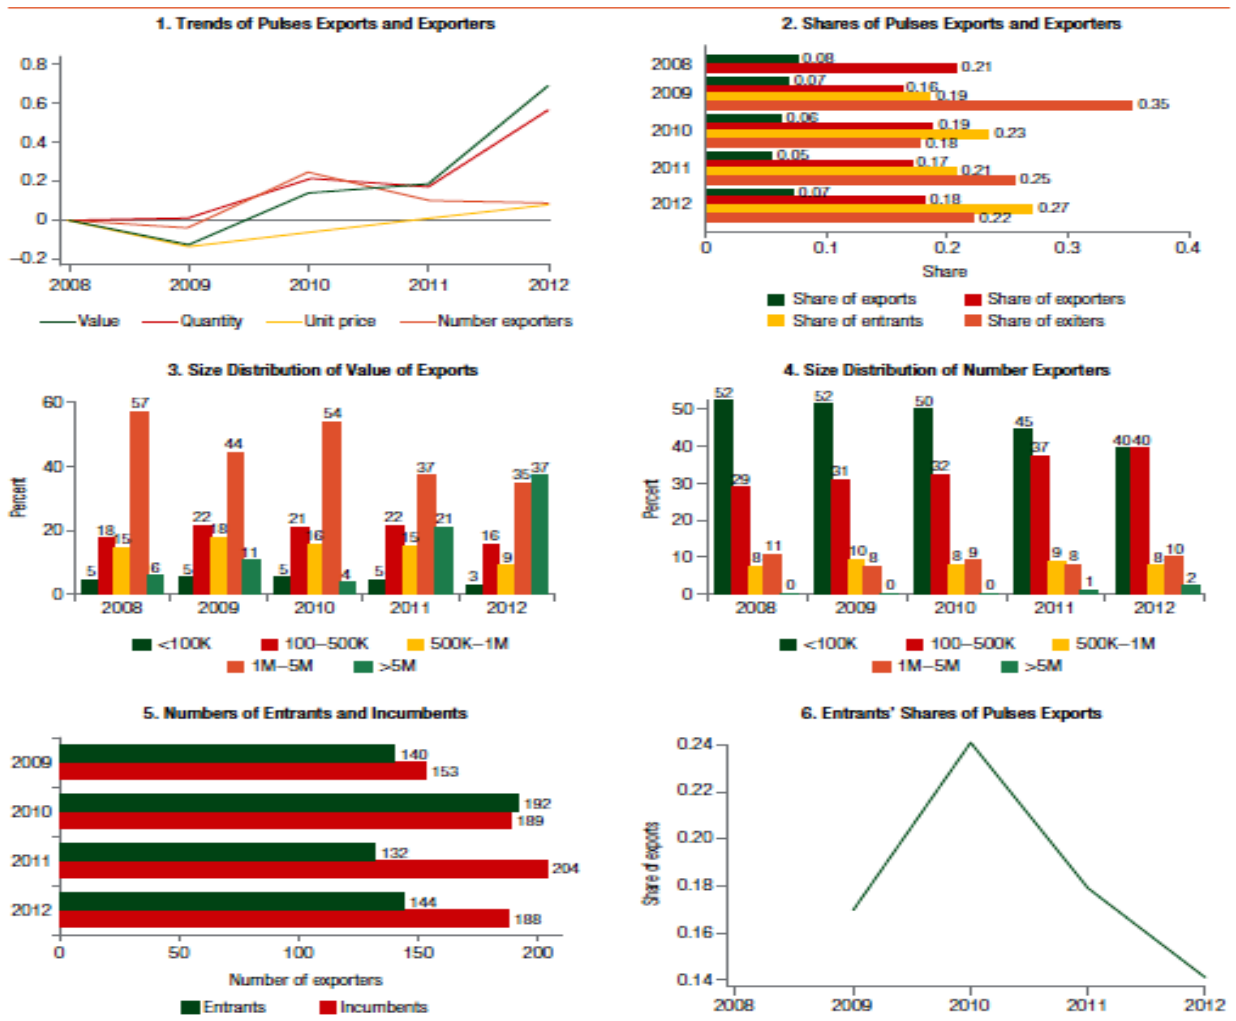 1. Trends of Pulses Exports and Exporters
0.8
0.6
0.4
0.2
0
–0.2
2008 2009 2010 2011 2012
Value Quantity Unit price Number exporters
2. Shares of Pulses Exports and Exporters
2008
0.08
0.21
2009
0.07
0.16
0.19
0.35
2010
0.06
0.19
0.23
0.18
2011
0.05
0.17
0.21
0.25
2012
0.07
0.18
0.27
0.22
0 0.1 0.2 0.3 0.4
Share
Share of exports Share of exporters
Share of entrants Share of exiters
3. Size Distribution of Value of Exports
Percent
60
40
20
0
5 18 15 57 6
5 22 18 44 11
5 21 16 54 4
5 22 15 37 21
3 16 9 35 37
2008 2009 2010 2011 2012
<100K 100–500K 500K–1M
1M–5M >5M
4. Size Distribution of Number Exporters
Percent
50
40
30
20
10
0
52 29 8 11 0
52 31 10 8 0
50 32 8 9 0
45 37 9 8 1
40 40 8 10 2
2008 2009 2010 2011 2012
<100K 100–500K 500K–1M
1M–5M >5M
5. Numbers of Entrants and Incumbents
2009
140
153
2010
192
189
2011
132
204
2012
144
188
0 50 100 150 200
Number of exporters
Entrants Incumbents
6. Entrants' Shares of Pulses Exports
Share of exports
0.24
0.22
0.20
0.18
0.16
0.14
2008 2009 2010 2011 2012